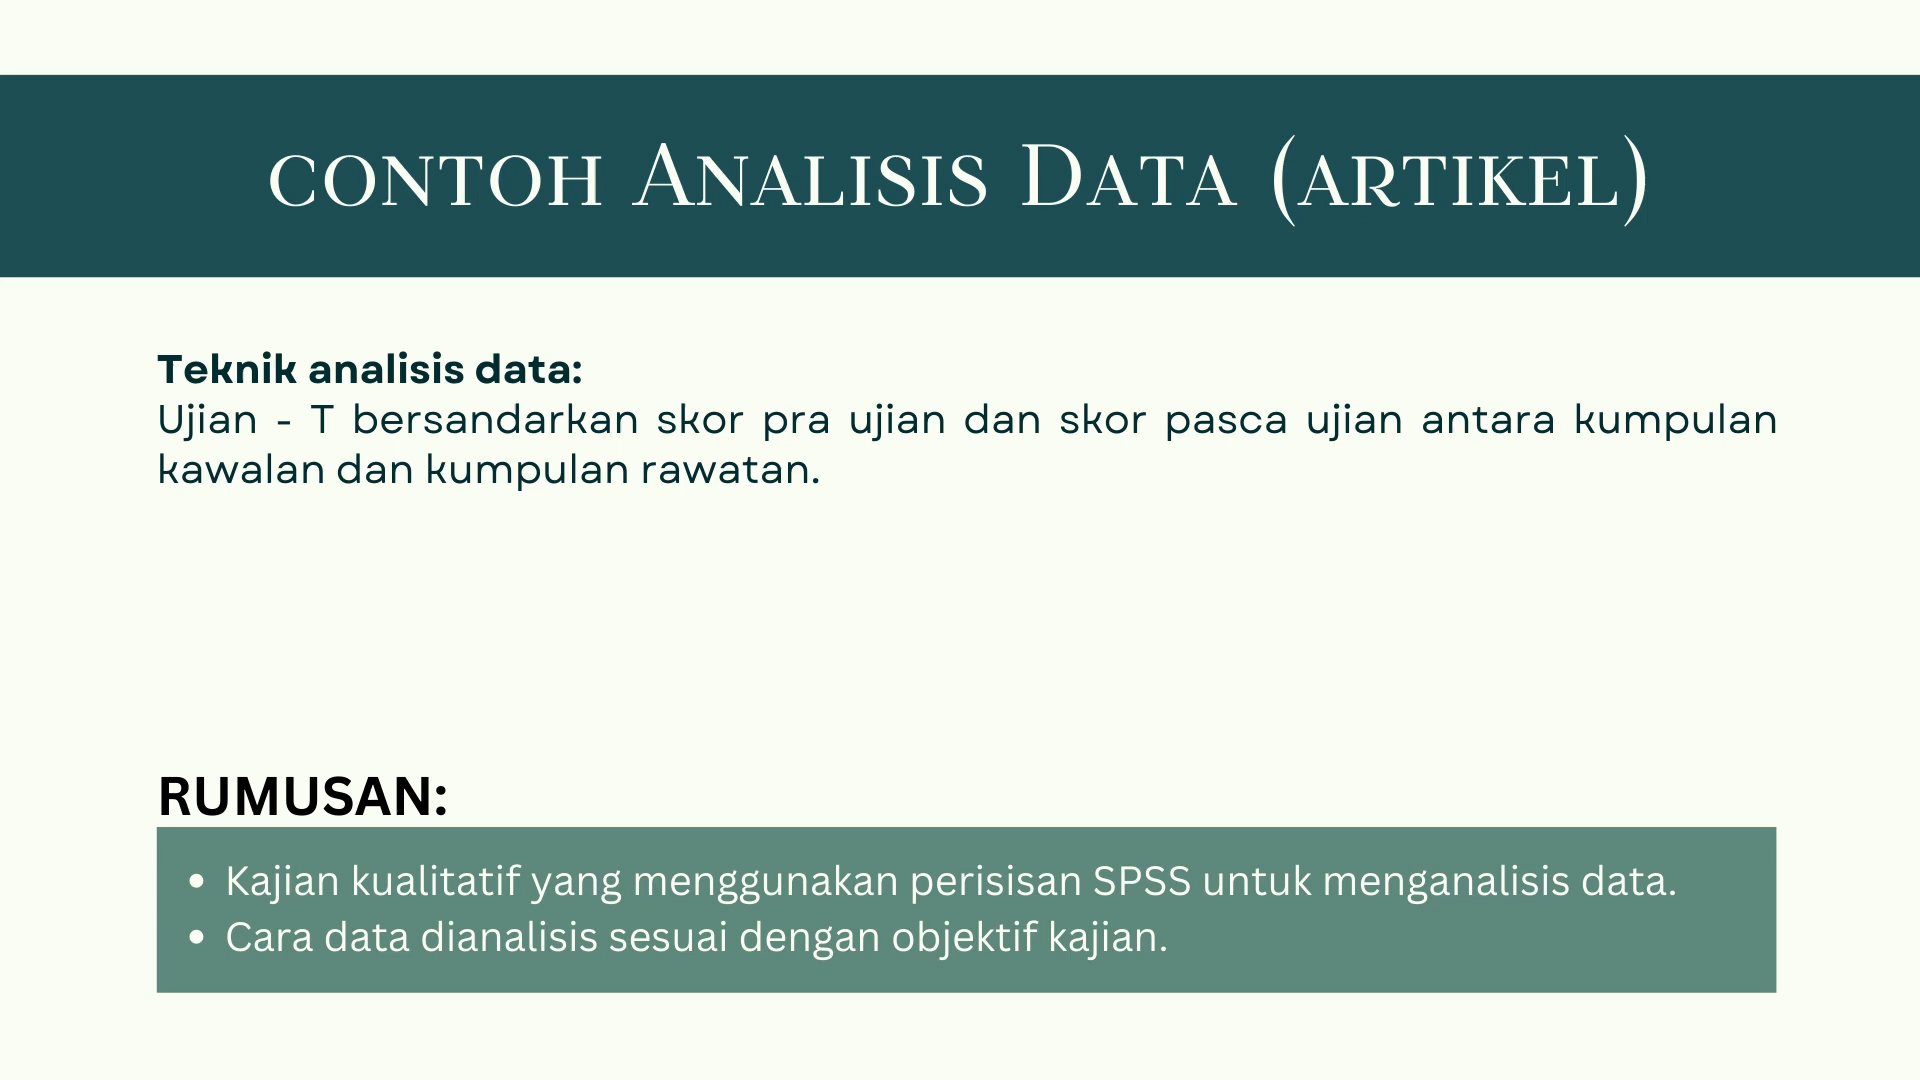 CONTOH ANALISIS DATA (ARTIKEL)
Teknik analisis data:
Ujian - T bersandarkan skor pra ujian dan skor pasca ujian antara kumpulan
kawalan dan kumpulan rawatan.
RUMUSAN:
• Kajian kualitatif yang menggunakan perisisan SPSS untuk menganalisis data.
• Cara data dianalisis sesuai dengan objektif kajian.